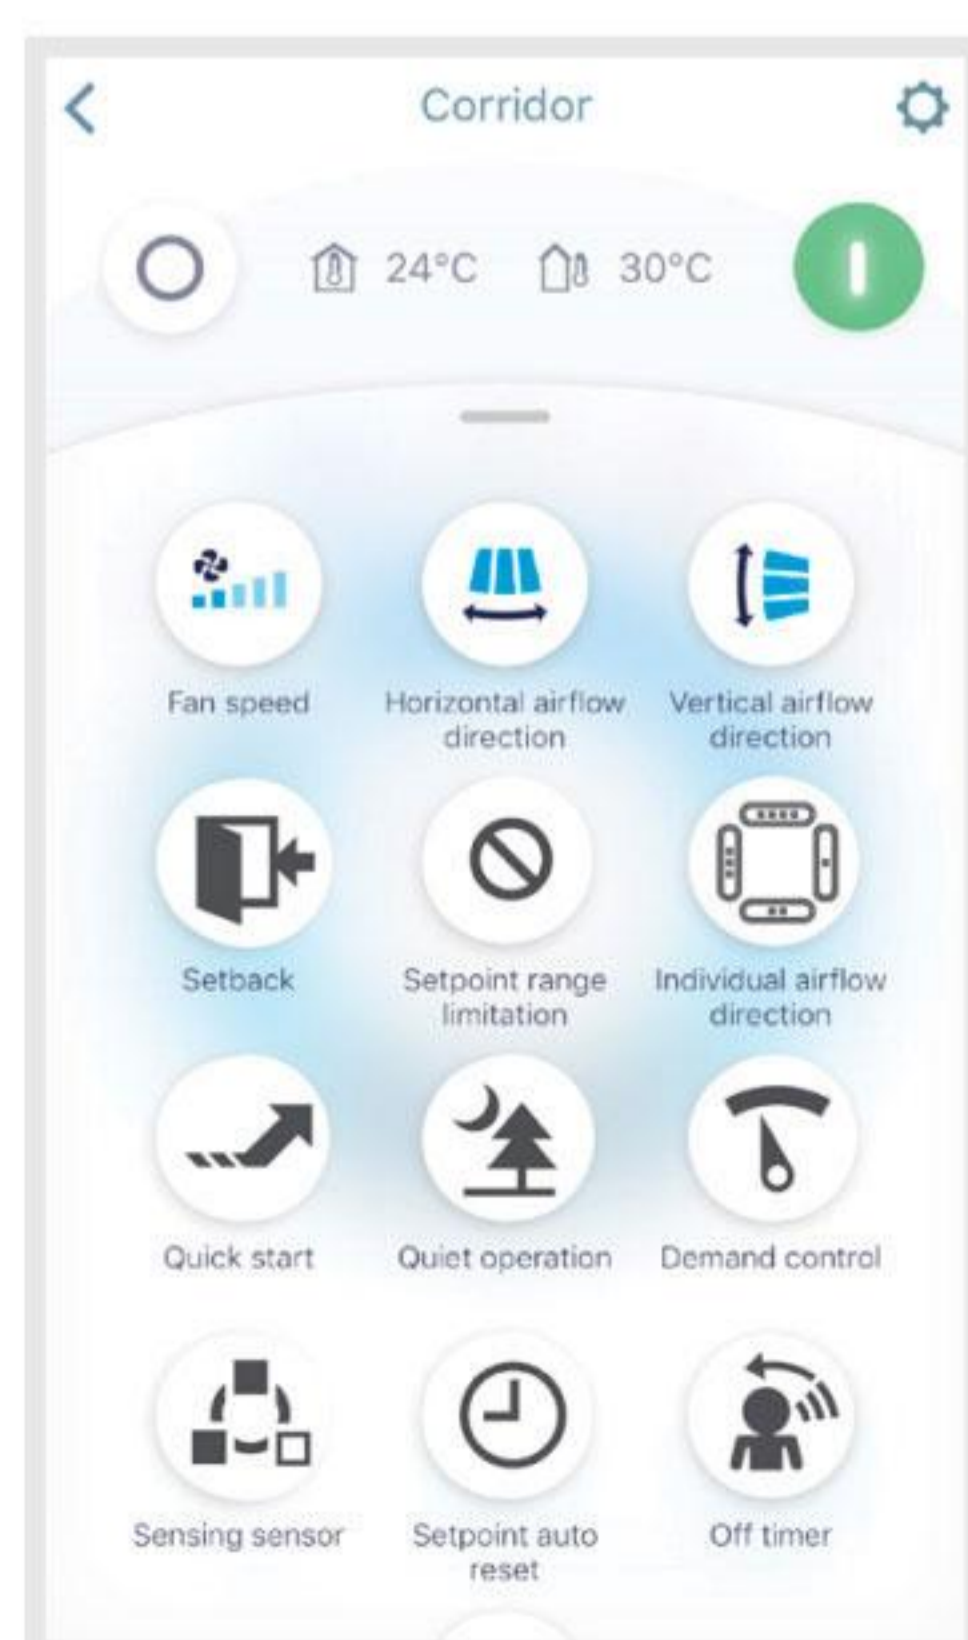 Corridor
24°C 30°C
Fan speed
Horizontal airflow
direction
Vertical airflow
direction
Setback
Setpoint range
limitation
Individual airflow
direction
Quick start
Quiet operation
Demand control
Sensing sensor
Setpoint auto
reset
Off timer